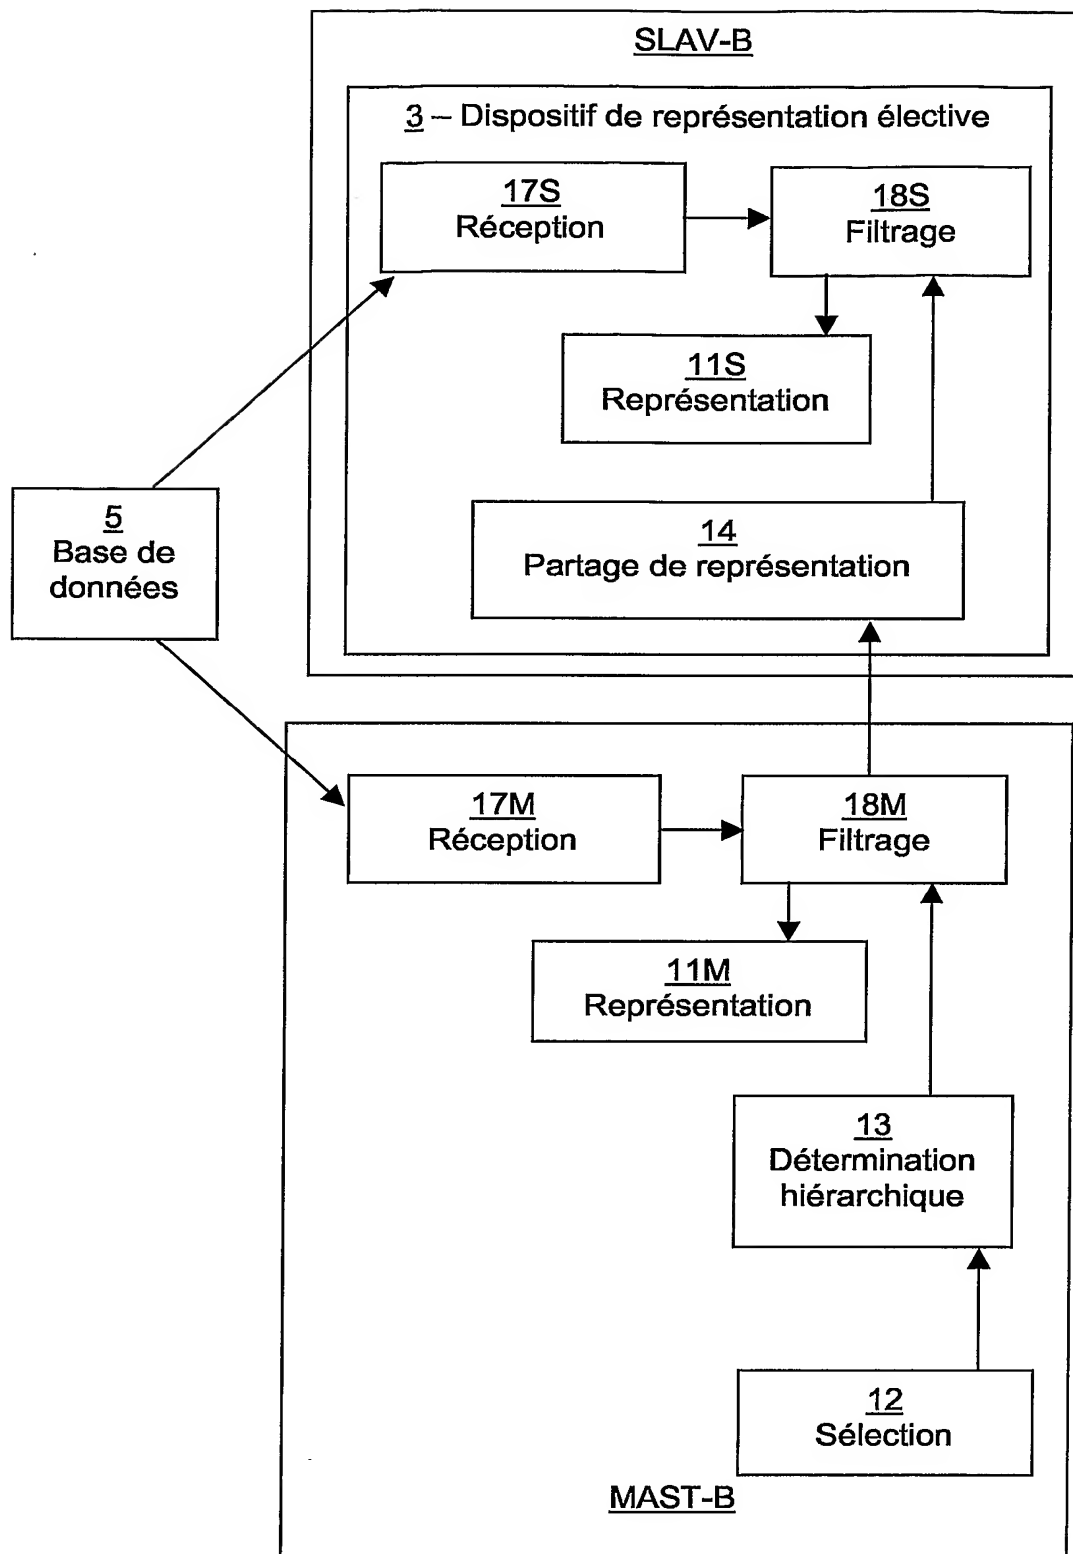 SLAV-B
3 – Dispositif de représentation élective
17S
Réception
18S
Filtrage
11S
Représentation
5
Base de
données
14
Partage de représentation
17M
Réception
18M
Filtrage
11M
Représentation
13
Détermination
hiérarchique
12
Sélection
MAST-B